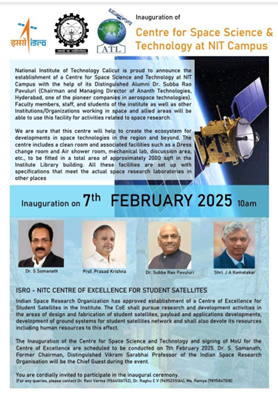 इसरो isro
ATL
Inauguration of
Centre for Space Science &
Technology at NIT Campus
National Institute of Technology Calicut is proud to announce the
establishment of a Centre for Space Science and Technology at NIT
Campus with the help of its Distinguished Alumni Dr. Subba Rao
Pavuluri (Chairman and Managing Director of Ananth Technologies,
Hyderabad, one of the pioneer companies in aerospace technologies).
Faculty members, staff, and students of the institute as well as other
Institutions/Organizations working in space and allied areas will be
able to use this facility for activities related to space research.
We are sure that this centre will help to create the ecosystem for
developments in space technologies in the region and beyond. The
centre includes a clean room and associated facilities such as a Dress
change room and Air shower room, mechanical lab, discussion area,
etc., to be fitted in a total area of approximately 2000 sqft in the
Institute Library building. All these facilities are set up with
specifications that meet the actual space research laboratories in
other places
Inauguration on 7th FEBRUARY 2025 10am
Dr. S Somanath
Prof. Prasad Krishna
Dr. Subba Rao Pavuluri
Shri. J A Kamalakar
ISRO - NITC CENTRE OF EXCELLENCE FOR STUDENT SATELLITES
Indian Space Research Organization has approved establishment of a Centre of Excellence for
Student Satellites in the Institute. The CoE shall pursue research and development activities in
the areas of design and fabrication of student satellites, payload and applications developments,
development of ground systems for student satellites network and shall also devote its resources
including human resources to this effect.
The Inauguration of the Centre for Space Science and Technology and signing of MoU for the
Centre of Excellence are scheduled to be conducted on 7th February 2025. Dr. S. Somanath,
Former Chairman, Distinguished Vikram Sarabhai Professor of the Indian Space Research
Organisation will be the Chief Guest during the event.
You are cordially invited to participate in the inaugural ceremony.
(For any queries, please contact Dr. Ravi Varma Dr. Raghu C V Ms. Remya